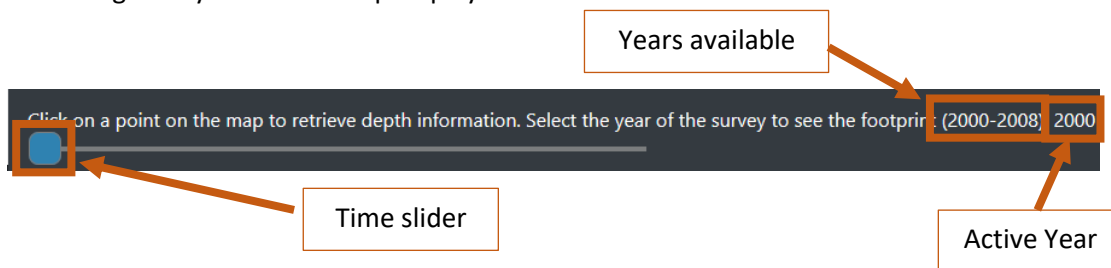 Years available
Click on a point on the map to retrieve depth information. Select the year of the survey to see the footprint (2000-2008) 2000
Time slider
Active Year